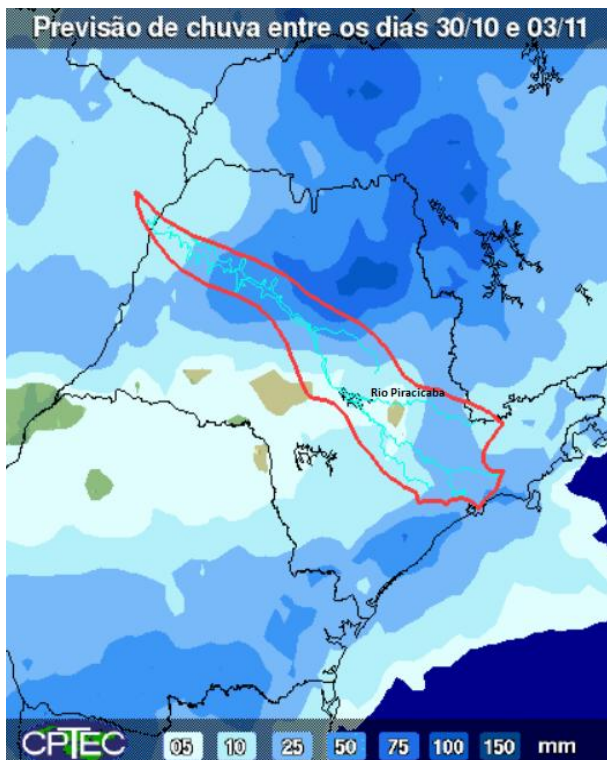 Previsão de chuva entre os dias 30/10 e 03/11
Rio Piracicaba
CPTEC 05 10 25 50 75 100 150 mm